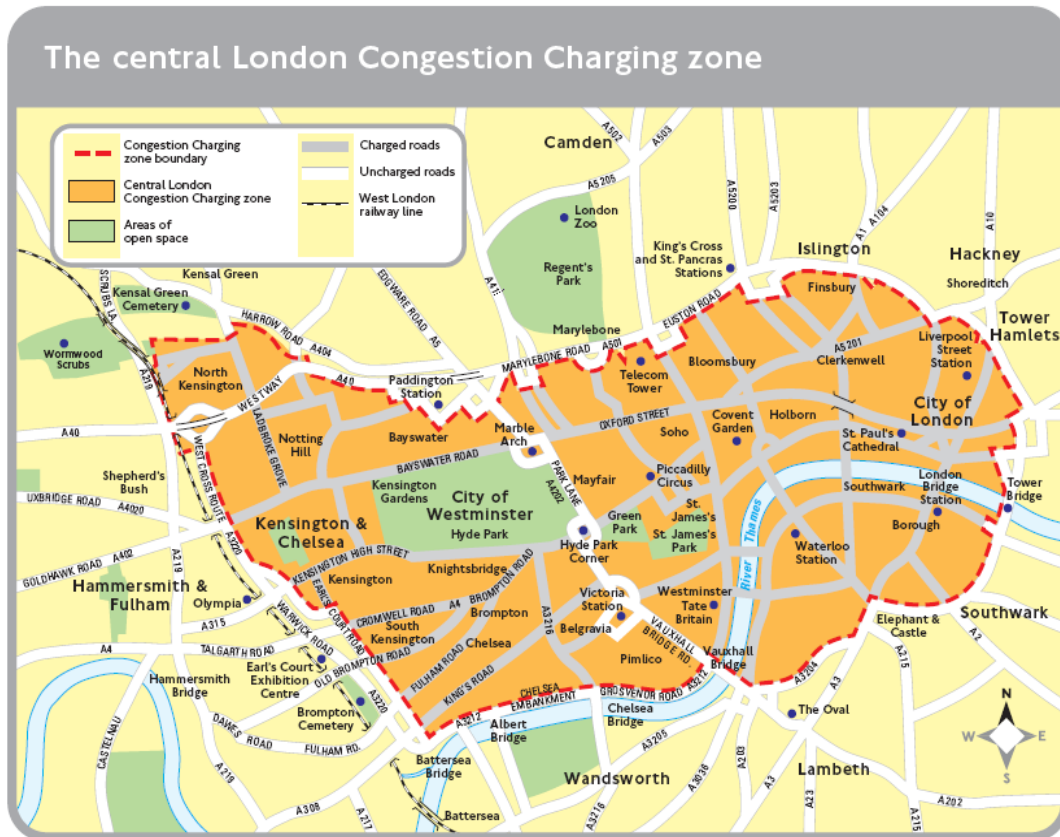 The central London Congestion Charging zone
Congestion Charging
zone boundary
Central London
Congestion Charging zone
Areas of
open space
Charged roads
Uncharged roads
West London
railway line
Camden
A502
A503
A5205
London
Zoo
Regent's
Park
A5200
A5203
King's Cross
and St. Pancras
Stations
Islington
A1
A104
A10
Hackney
Shoreditch
Tower
Hamlets
Finsbury
Kensal Green
Kensal Green
Cemetery
SCRUBS LA.
Wormwood
Scrubs
A219
HARROW ROAD
A404
EDGWARE ROAD
A5
A41
Marylebone
MARYLEBONE ROAD
A501
EUSTON ROAD
North
Kensington
WESTWAY
A40
Paddington
Station
Telecom
Tower
Bloomsbury
A5201
Clerkenwell
Liverpool
Street
Station
City of
London
A40
LADBROKE GROVE
Notting
Hill
Bayswater
Marble
Arch
OXFORD STREET
Soho
Covent
Garden
Holborn
St. Paul's
Cathedral
BAYSWATER ROAD
PARK LANE
A4202
Mayfair
Piccadilly
Circus
Shepherd's
Bush
WEST CROSS ROUTE
Kensington
Gardens
City of
Westminster
Hyde Park
Green
Park
St.
James's
St. James's
Park
River Thames
Southwark
London
Bridge
Station
Borough
Tower
Bridge
UXBRIDGE ROAD
A4020
A402
GOLDHAWK ROAD
A3220
A219
Kensington &
Chelsea
KENSINGTON HIGH STREET
Kensington
Knightsbridge
Hyde Park
Corner
Waterloo
Station
Hammersmith &
Fulham
Olympia
A315
EARL'S COURT ROAD
WARWICK ROAD
CROMWELL ROAD
A4
BROMPTON ROAD
Brompton
A3216
Victoria
Station
Belgravia
Westminster
Tate
Britain
Southwark
Elephant &
Castle
A2
A215
A4
TALGARTH ROAD
South
Kensington
Chelsea
OLD BROMPTON ROAD
FULHAM ROAD
KING'S ROAD
VAUXHALL
BRIDGE RD.
Pimlico
Vauxhall
Bridge
A3204
A3
Hammersmith
Bridge
Earl's Court
Exhibition
Centre
Brompton
Cemetery
A3220
CHELSEA
EMBANKMENT
GROSVENOR ROAD
A3212
A3212
Albert
Bridge
Chelsea
Bridge
The Oval
CASTELNAU
DAWES ROAD
FULHAM RD.
A219
Battersea
Bridge
A3205
Wandsworth
A3036
A203
A3
Lambeth
A23
A202
A215
A308
A217
Battersea
A3216
N
W
E
S